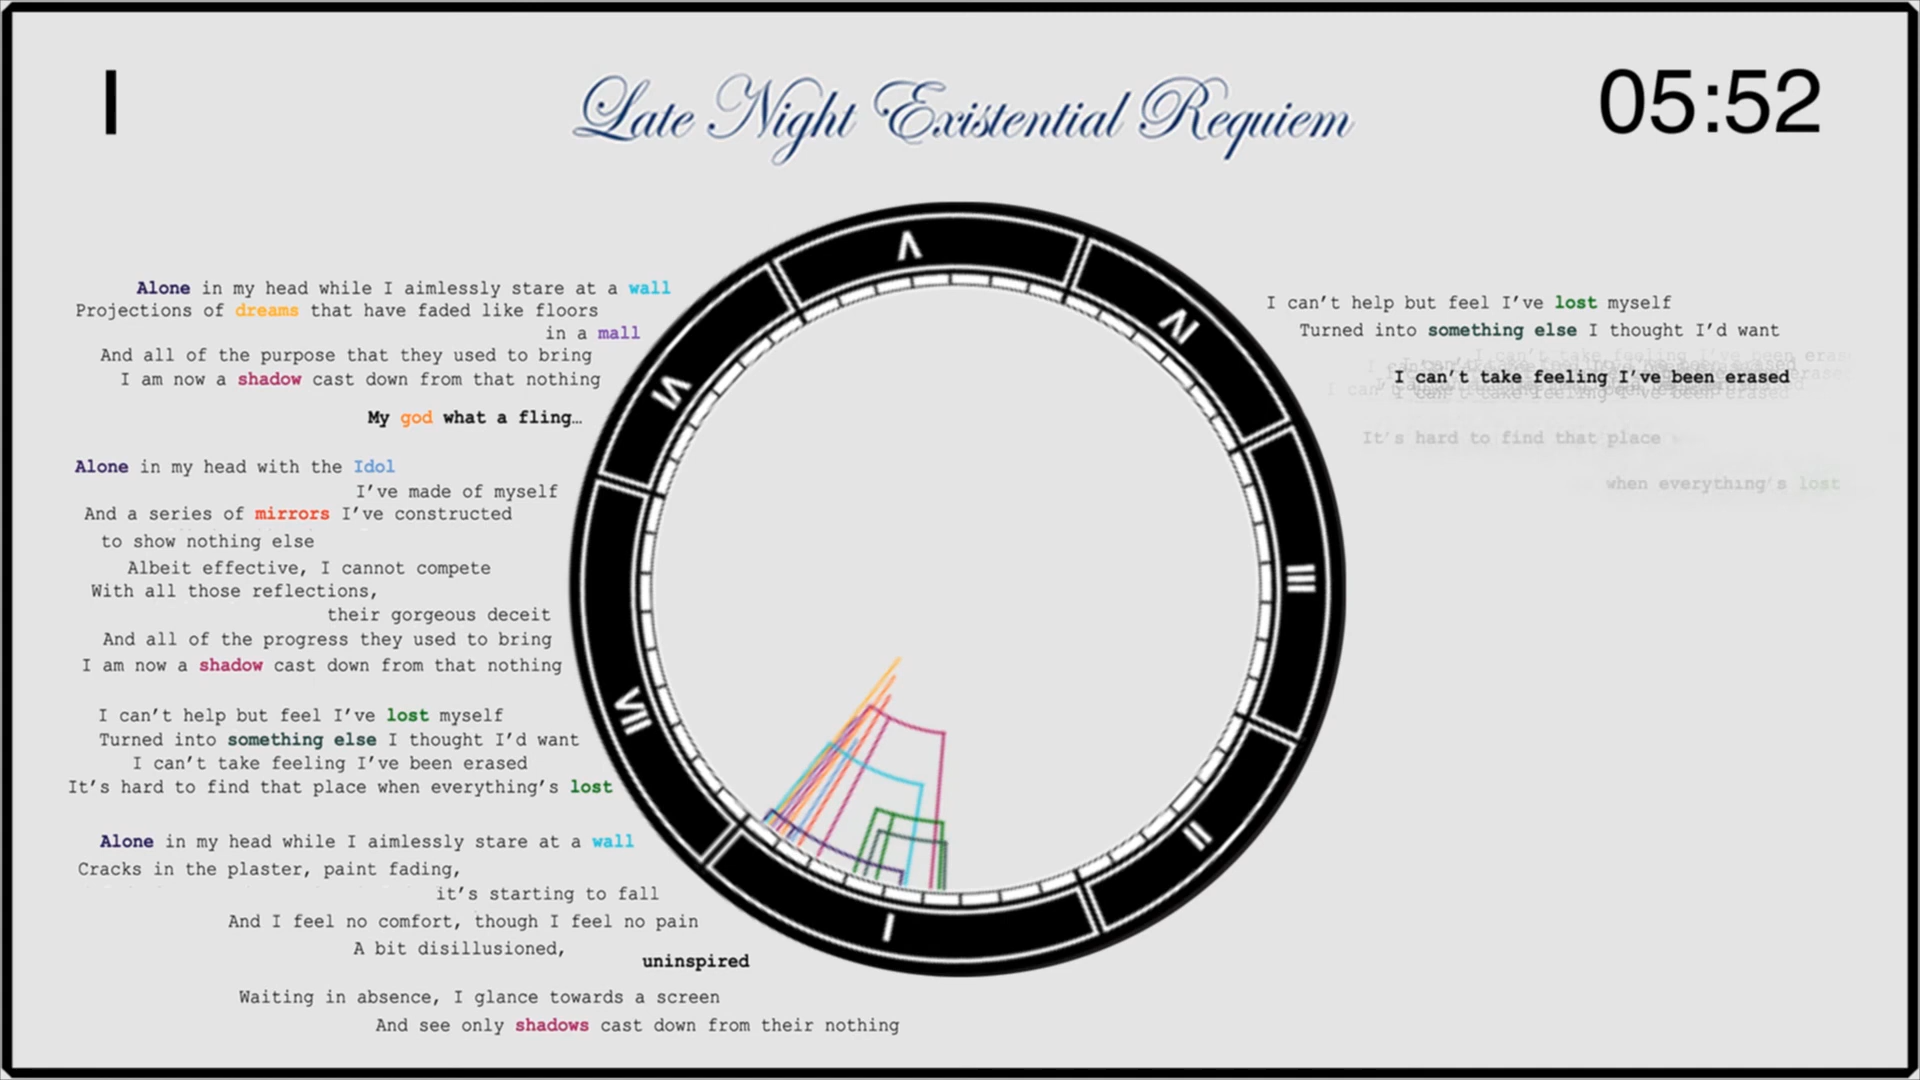 I
Late Night Existential Requiem
05:52
Alone in my head while I aimlessly stare at a wall
Projections of dreams that have faded like floors
in a mall
And all of the purpose that they used to bring
I am now a shadow cast down from that nothing
My god what a fling…
Alone in my head with the Idol
I've made of myself
And a series of mirrors I've constructed
to show nothing else
Albeit effective, I cannot compete
With all those reflections,
their gorgeous deceit
And all of the progress they used to bring
I am now a shadow cast down from that nothing
I can't help but feel I've lost myself
Turned into something else I thought I'd want
I can't take feeling I've been erased
It's hard to find that place when everything's lost
Alone in my head while I aimlessly stare at a wall
Cracks in the plaster, paint fading,
it's starting to fall
And I feel no comfort, though I feel no pain
A bit disillusioned,
uninspired
Waiting in absence, I glance towards a screen
And see only shadows cast down from their nothing
V
IV
III
II
I
VII
VI
I can't help but feel I've lost myself
Turned into something else I thought I'd want
I can't take feeling I've been erased
It's hard to find that place
when everything's lost